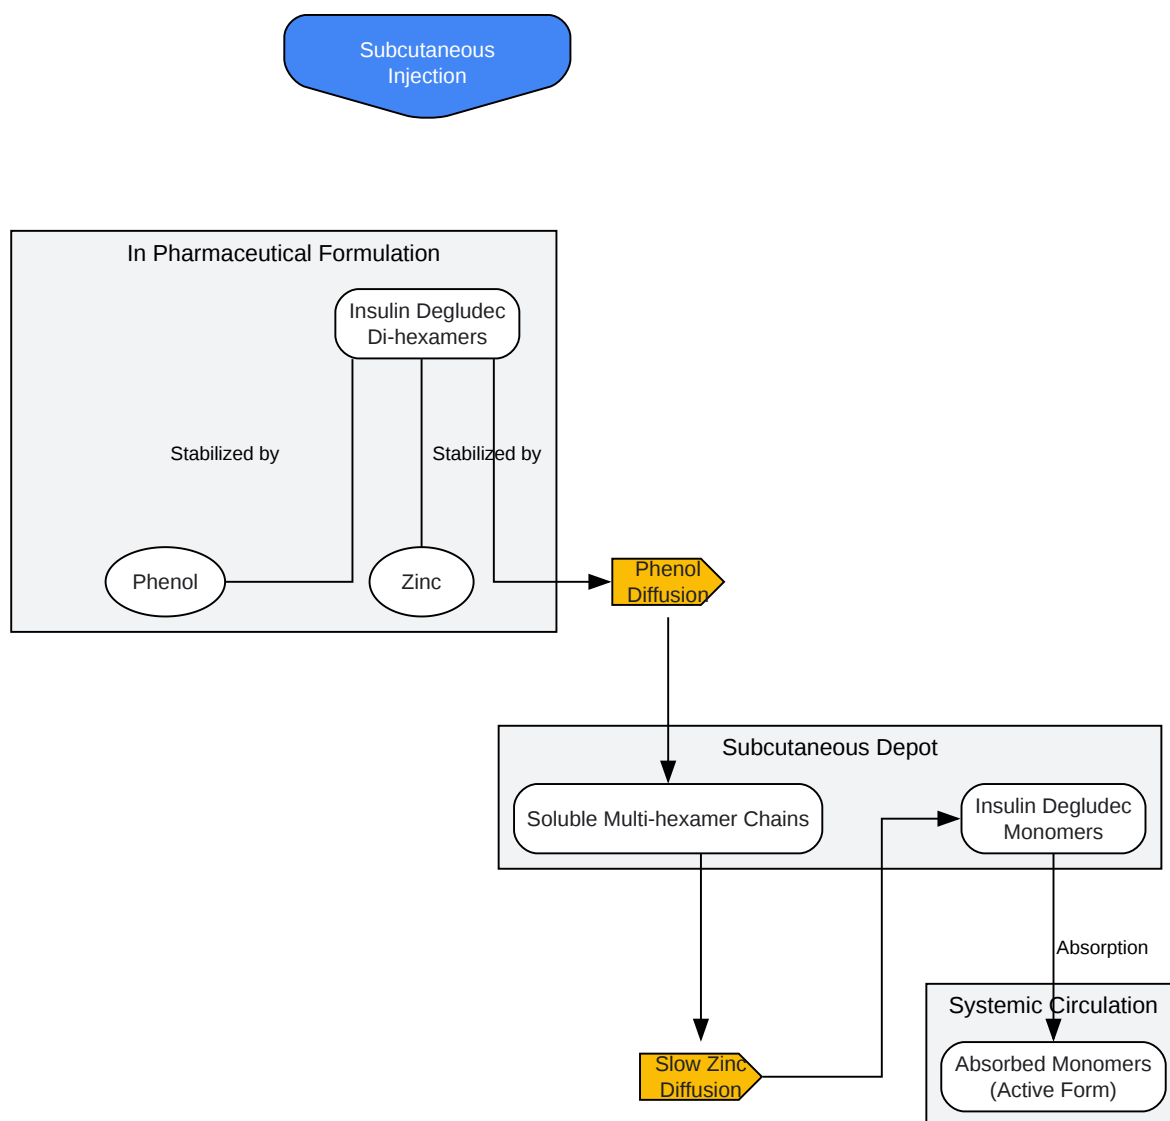 Subcutaneous
Injection
In Pharmaceutical Formulation
Insulin Degludec
Di-hexamers
Stabilized by
Stabilized by
Phenol
Zinc
Phenol
Diffusion
Subcutaneous Depot
Soluble Multi-hexamer Chains
Insulin Degludec
Monomers
Absorption
Systemic Circulation
Slow Zinc
Diffusion
Absorbed Monomers
(Active Form)